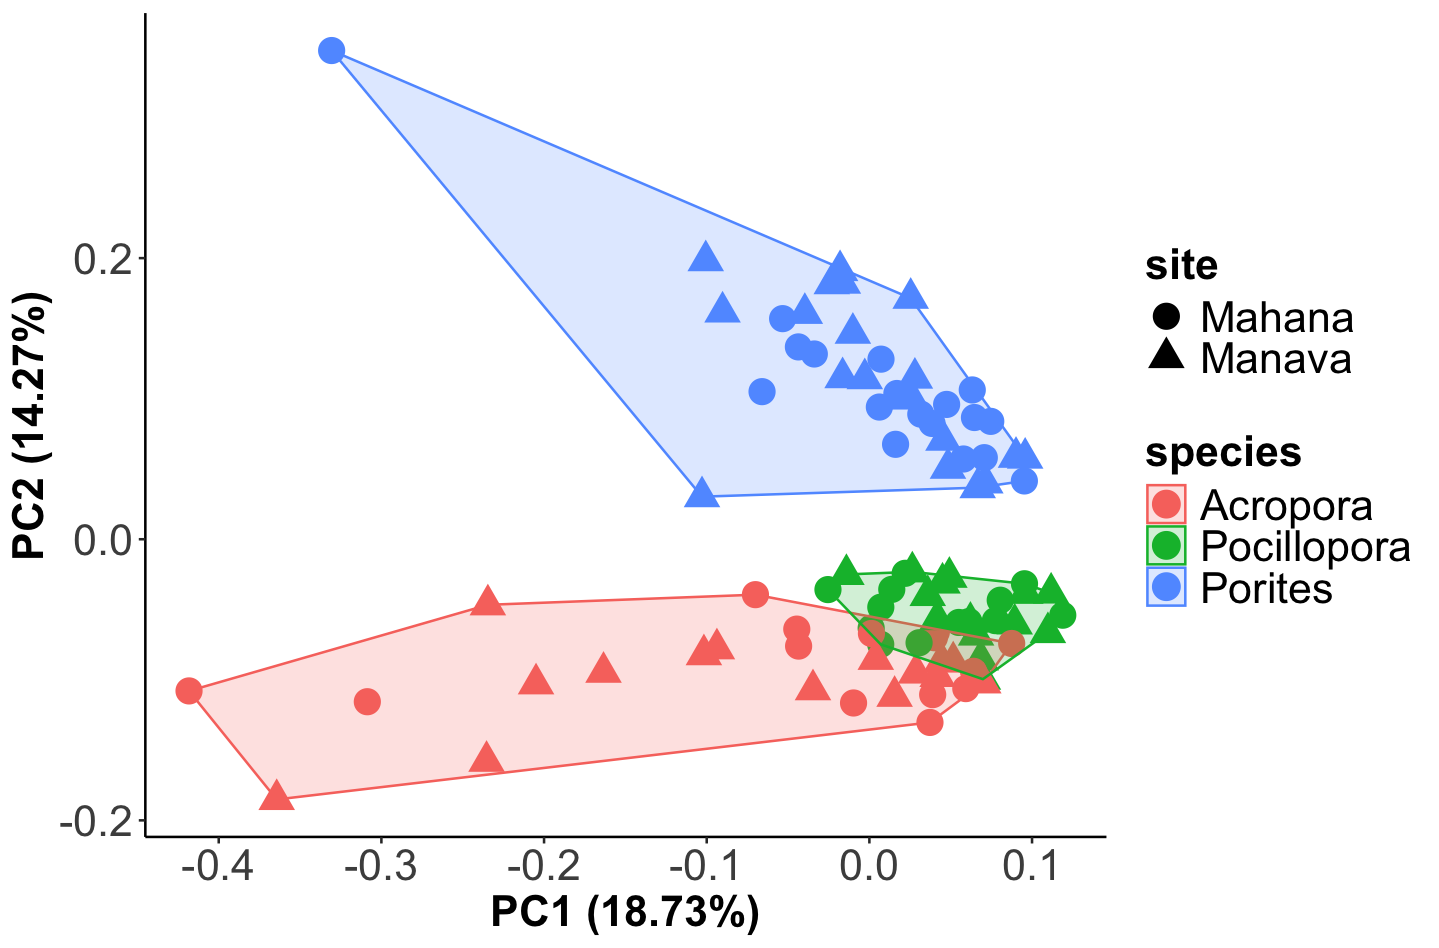 PC2 (14.27%)
0.2
0.0
-0.2
-0.4 -0.3 -0.2 -0.1 0.0 0.1
PC1 (18.73%)
site
Mahana
Manava
species
Acropora
Pocillopora
Porites